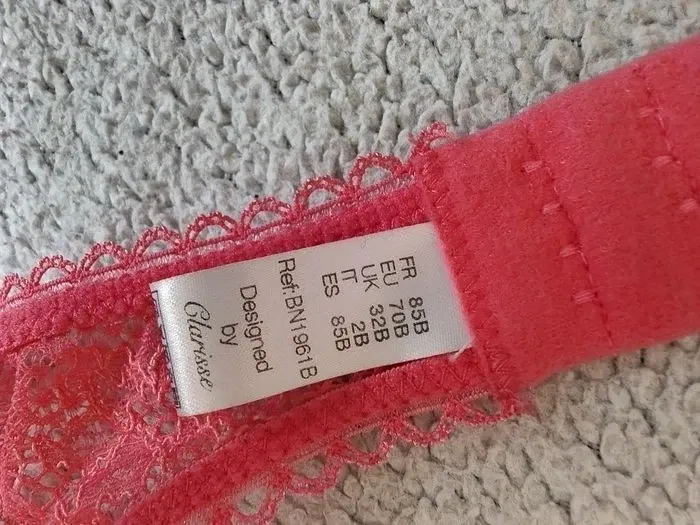 FR 85B
EU 70B
UK 32B
IT 2B
ES 85B
Ref:BN1961B
Designed
by
Clarisse